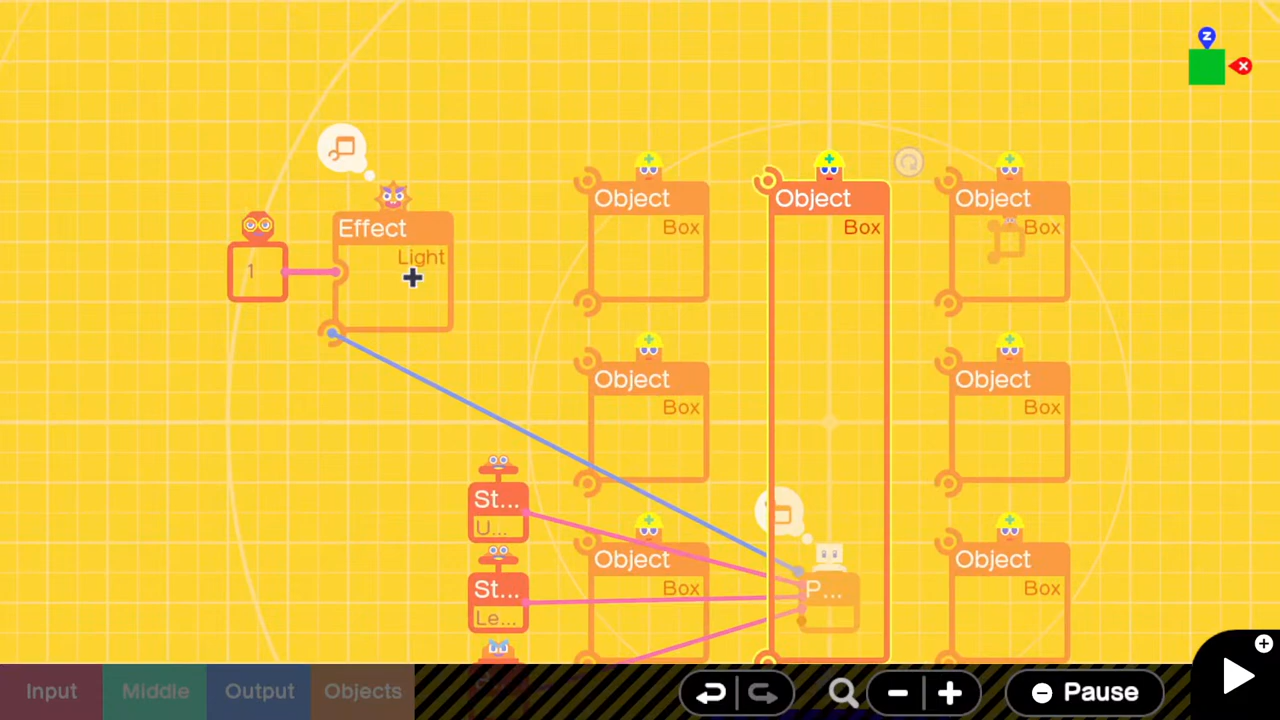 Z
X
Object
Box
Object
Box
Object
Box
Effect
Light
1
Object
Box
Object
Box
St...
U...
Object
Box
Object
Box
St...
Le...
P...
Input
Middle
Output
Objects
Pause